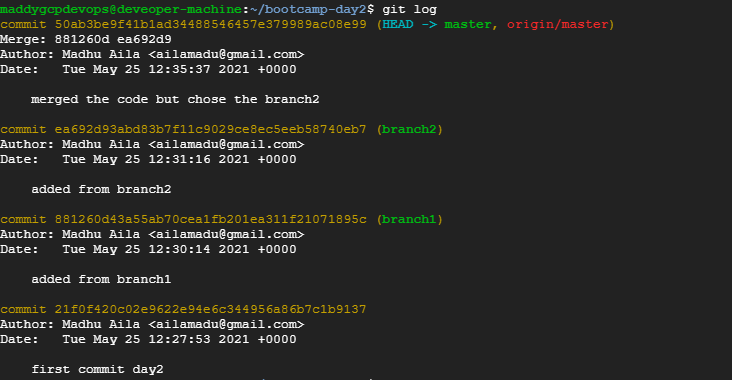 maddygcpdevops@deveoper-machine:~/bootcamp-day2$ git log
commit 50ab3be9f41b1ad34488546457e379989ac08e99 (HEAD -> master, origin/master)
Merge: 881260d ea692d9
Author: Madhu Aila <ailamadu@gmail.com>
Date:   Tue May 25 12:35:37 2021 +0000
    merged the code but chose the branch2
commit ea692d93abd83b7f11c9029ce8ec5eeb58740eb7 (branch2)
Author: Madhu Aila <ailamadu@gmail.com>
Date:   Tue May 25 12:31:16 2021 +0000
    added from branch2
commit 881260d43a55ab70cea1fb201ea311f21071895c (branch1)
Author: Madhu Aila <ailamadu@gmail.com>
Date:   Tue May 25 12:30:14 2021 +0000
    added from branch1
commit 21f0f420c02e9622e94e6c344956a86b7c1b9137
Author: Madhu Aila <ailamadu@gmail.com>
Date:   Tue May 25 12:27:53 2021 +0000
    first commit day2